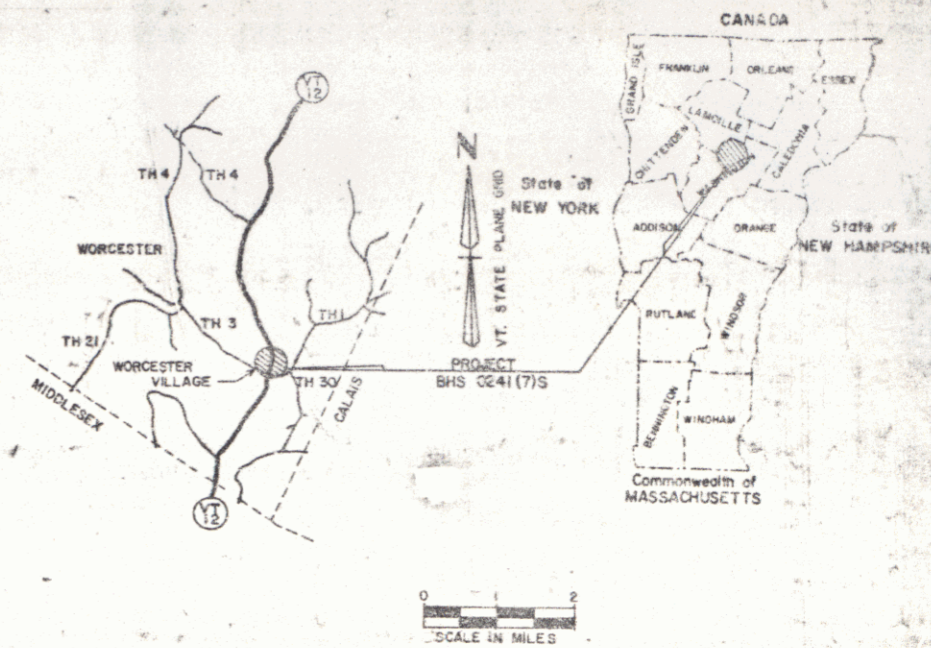 CANADA
GRAND ISLE
FRANKLIN
ORLEANS
ESSEX
LAMOILLE
CHITTENDEN
CALEDONIA
ADDISON
ORANGE
RUTLAND
WINDSOR
BENNINGTON
WINDHAM
State of
NEW YORK
State of
NEW HAMPSHIR
Commonwealth of
MASSACHUSETTS
VT
12
TH 4
TH 4
WORCESTER
TH 3
TH 21
WORCESTER
VILLAGE
MIDDLESEX
TH 1
TH 30
CALAIS
VT
12
N
VT. STATE PLANE GRID
PROJECT
BHS 0241(7)S
0 1 2
SCALE IN MILES